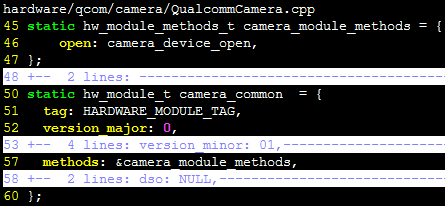 hardware/qcom/camera/QualcommCamera.cpp
45 static hw_module_methods_t camera_module_methods = {
46     open: camera_device_open,
47 };
48 +--  2 lines: -----------------------------------
50 static hw_module_t camera_common  = {
51   tag: HARDWARE_MODULE_TAG,
52   version_major: 0,
53 +--  4 lines: version_minor: 01,-----------------
57   methods: &camera_module_methods,
58 +--  2 lines: dso: NULL,-------------------------
60 };